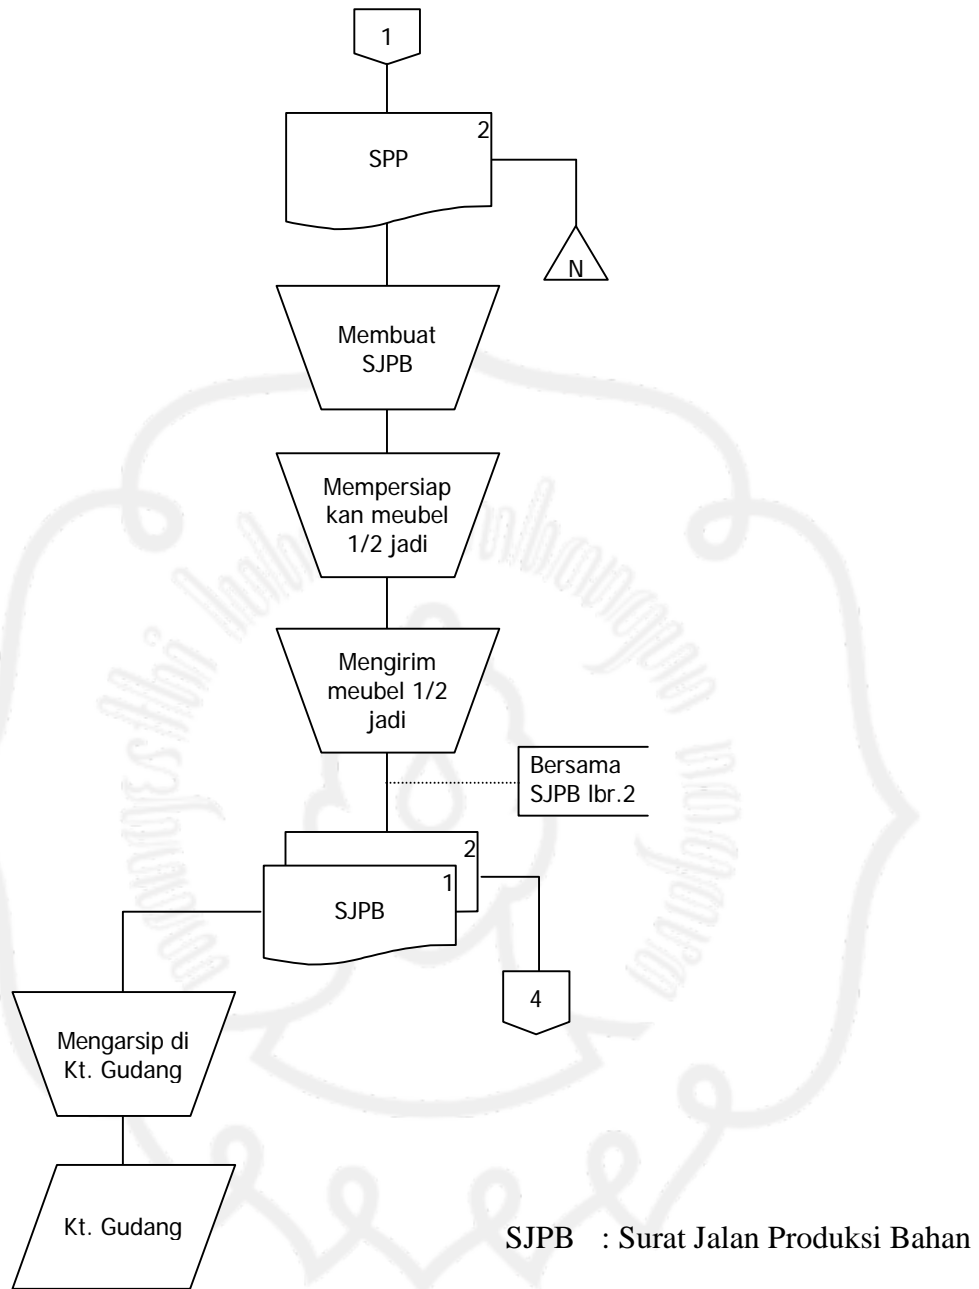 1
2
SPP
N
Membuat
SJPB
Mempersiap
kan meubel
1/2 jadi
Mengirim
meubel 1/2
jadi
Bersama
SJPB lbr.2
2
1
SJPB
4
Mengarsip di
Kt. Gudang
Kt. Gudang
SJPB : Surat Jalan Produksi Bahan